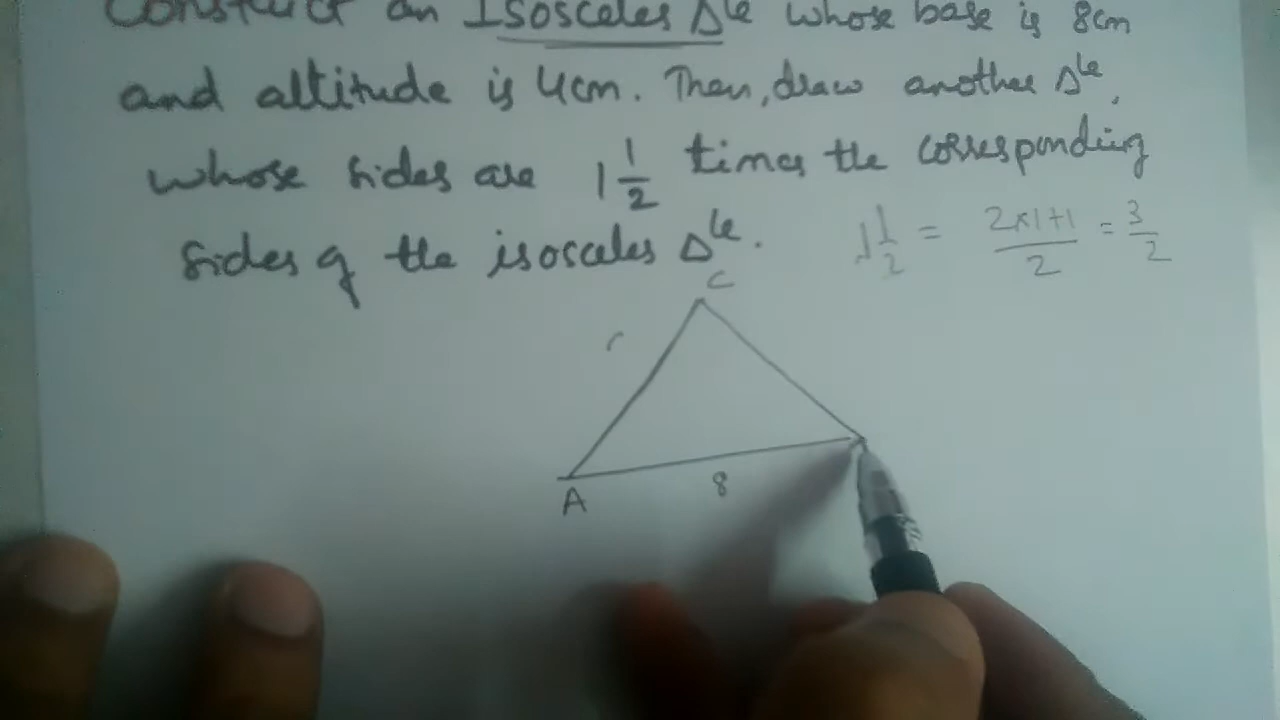 Construct an Isosceles Δle whose base is 8cm
and altitude is 4cm. Then, draw another Δle,
whose sides are 1 1/2 times the corresponding
sides of the isosceles Δle.
1 1/2 = 2×1+1/2 = 3/2
C
A
8